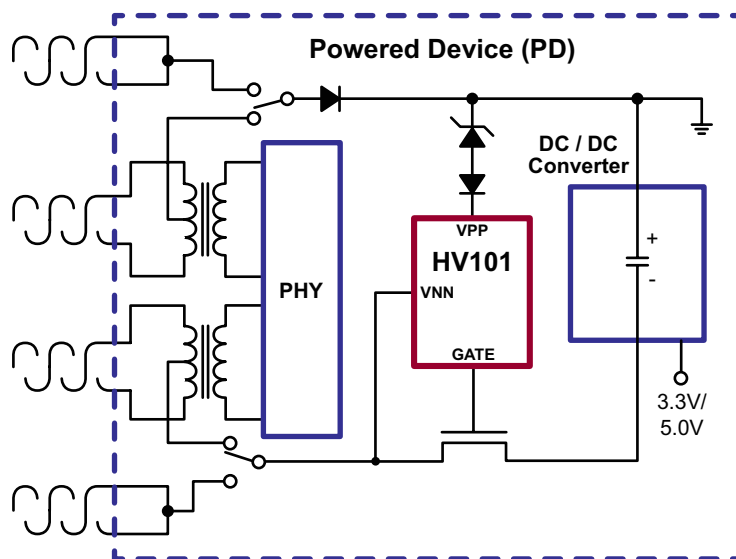 Powered Device (PD)
DC / DC
Converter
VPP
HV101
VNN
GATE
PHY
+
-
3.3V/
5.0V